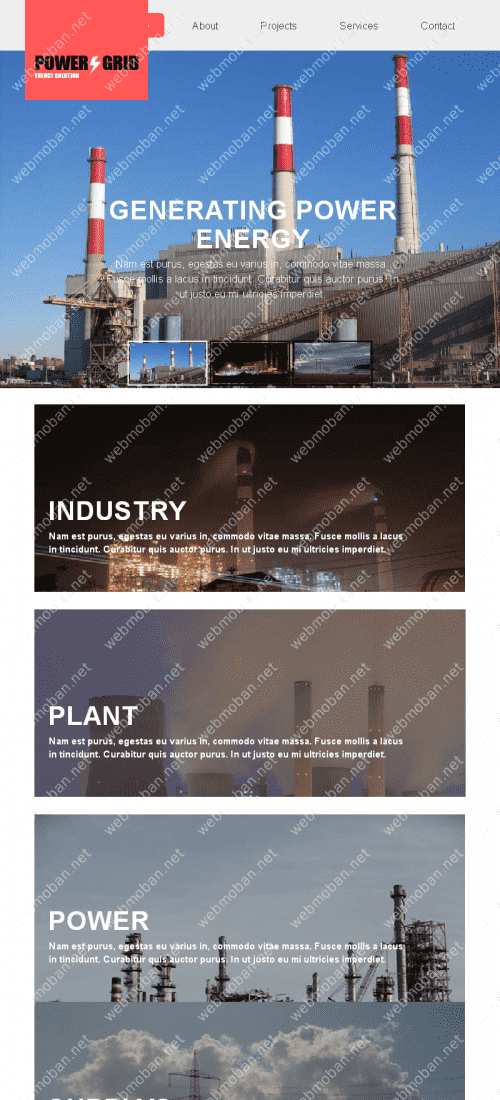 About
Projects
Services
Contact
POWER GRID
ENERGY SOLUTION
GENERATING POWER
ENERGY
Nam est purus, egestas eu varius in, commodo vitae massa.
Fusce mollis a lacus in tincidunt. Curabitur quis auctor purus. In
ut justo eu mi ultricies imperdiet.
INDUSTRY
Nam est purus, egestas eu varius in, commodo vitae massa. Fusce mollis a lacus
in tincidunt. Curabitur quis auctor purus. In ut justo eu mi ultricies imperdiet.
PLANT
Nam est purus, egestas eu varius in, commodo vitae massa. Fusce mollis a lacus
in tincidunt. Curabitur quis auctor purus. In ut justo eu mi ultricies imperdiet.
POWER
Nam est purus, egestas eu varius in, commodo vitae massa. Fusce mollis a lacus
in tincidunt. Curabitur quis auctor purus. In ut justo eu mi ultricies imperdiet.
webmoban.net